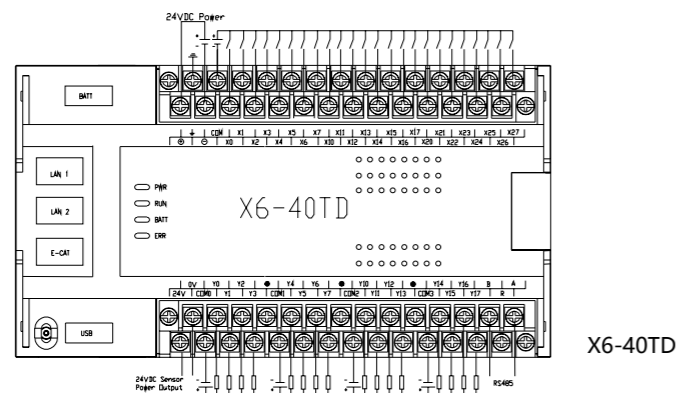 24VDC Power
BATT
⏚ COM X1 X3 X5 X7 X11 X13 X15 X17 X21 X23 X25 X27
⊕ ⊖ X0 X2 X4 X6 X10 X12 X14 X16 X20 X22 X24 X26
LAN 1
LAN 2
E-CAT
PWR
RUN
BATT
ERR
X6-40TD
0V Y0 Y2 ● Y4 Y6 ● Y10 Y12 ● Y14 Y16 B A
24V COM0 Y1 Y3 COM1 Y5 Y7 COM2 Y11 Y13 COM3 Y15 Y17 R
USB
24VDC Sensor
Power Output
RS485
X6-40TD